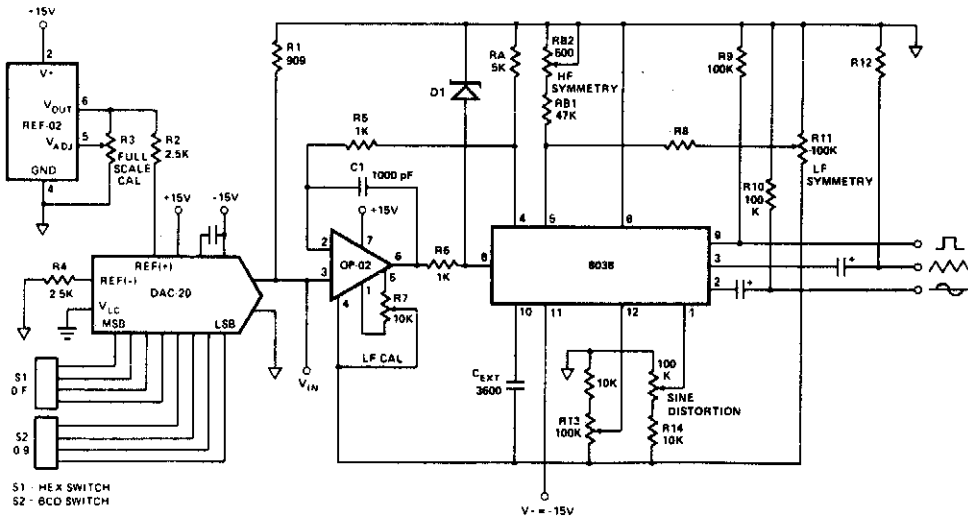 +15V
2
V+
6
VOUT
REF-02
5
VADJ
GND
4
R3
FULL
SCALE
CAL
R2
2.5K
+15V
-15V
R4
2.5K
REF(+)
REF(-)
DAC-20
VLC
MSB
LSB
S1
0 F
S2
0 9
S1 - HEX SWITCH
S2 - BCD SWITCH
R1
909
R5
1K
C1
1000 pF
+15V
2
7
OP-02
6
3
5
4
1
R7
10K
LF CAL
VIN
R6
1K
D1
RA
5K
RB2
500
HF
SYMMETRY
RB1
47K
R8
R9
100K
R10
100
K
R11
100K
LF
SYMMETRY
R12
4
5
6
8
8038
9
3
2
10
11
12
1
CEXT
3600
10K
RT3
100K
100
K
SINE
DISTORTION
R14
10K
V- = -15V